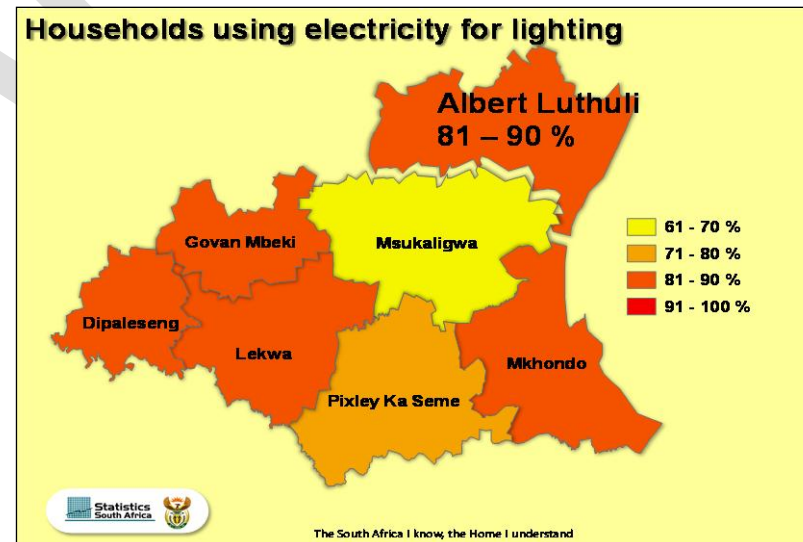 Households using electricity for lighting
Albert Luthuli
81 – 90 %
Govan Mbeki
Msukaligwa
61 - 70 %
71 - 80 %
81 - 90 %
91 - 100 %
Dipaleseng
Lekwa
Mkhondo
Pixley Ka Seme
Statistics
South Africa
The South Africa I know, the Home I understand